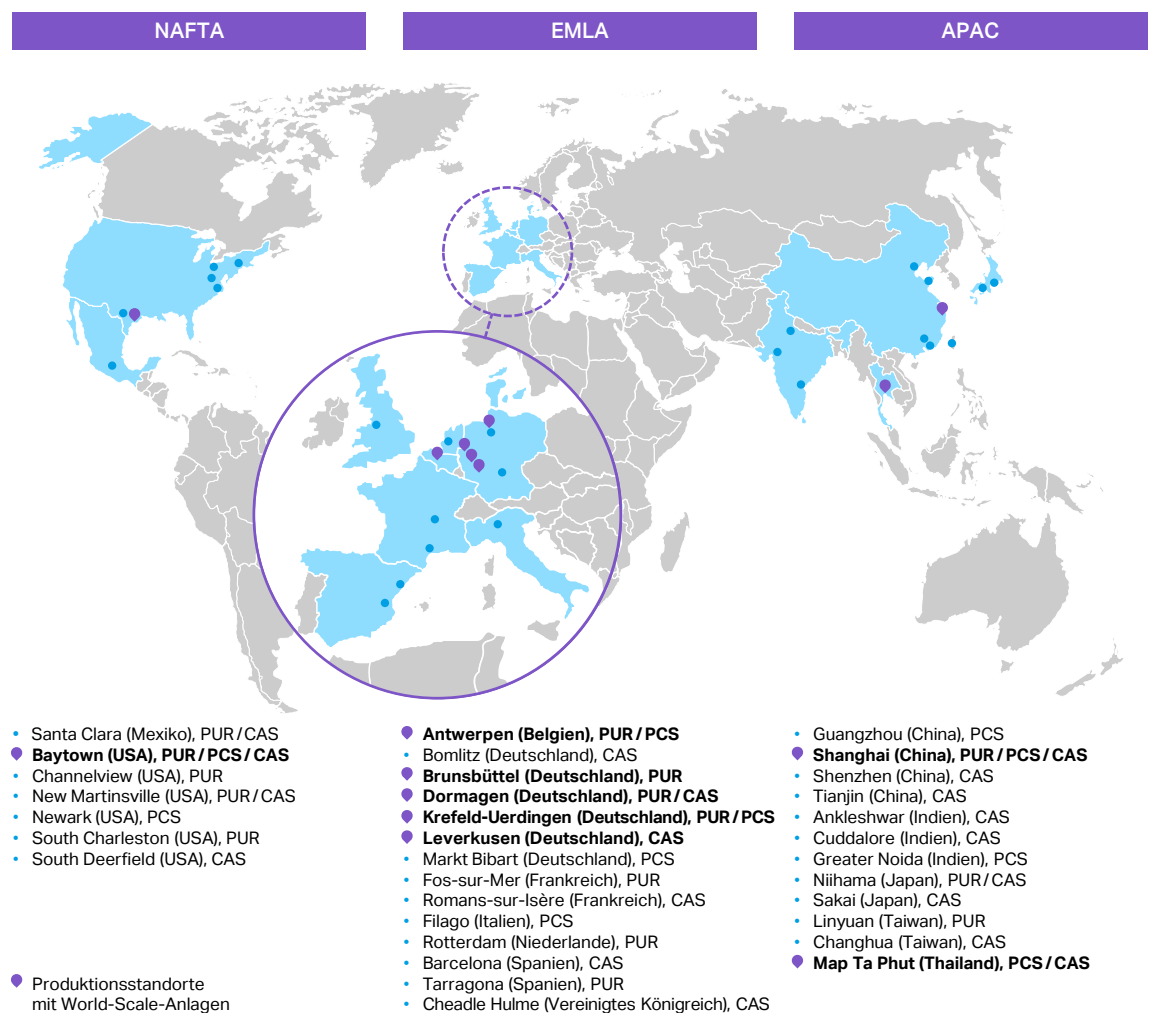 NAFTA
EMLA
APAC
Santa Clara (Mexiko), PUR/CAS
Baytown (USA), PUR/PCS/CAS
Channelview (USA), PUR
New Martinsville (USA), PUR/CAS
Newark (USA), PCS
South Charleston (USA), PUR
South Deerfield (USA), CAS
Produktionsstandorte
mit World-Scale-Anlagen
Antwerpen (Belgien), PUR/PCS
Bomlitz (Deutschland), CAS
Brunsbüttel (Deutschland), PUR
Dormagen (Deutschland), PUR/CAS
Krefeld-Uerdingen (Deutschland), PUR/PCS
Leverkusen (Deutschland), CAS
Markt Bibart (Deutschland), PCS
Fos-sur-Mer (Frankreich), PUR
Romans-sur-Isère (Frankreich), CAS
Filago (Italien), PCS
Rotterdam (Niederlande), PUR
Barcelona (Spanien), CAS
Tarragona (Spanien), PUR
Cheadle Hulme (Vereinigtes Königreich), CAS
Guangzhou (China), PCS
Shanghai (China), PUR/PCS/CAS
Shenzhen (China), CAS
Tianjin (China), CAS
Ankleshwar (Indien), CAS
Cuddalore (Indien), CAS
Greater Noida (Indien), PCS
Niihama (Japan), PUR/CAS
Sakai (Japan), CAS
Linyuan (Taiwan), PUR
Changhua (Taiwan), CAS
Map Ta Phut (Thailand), PCS/CAS